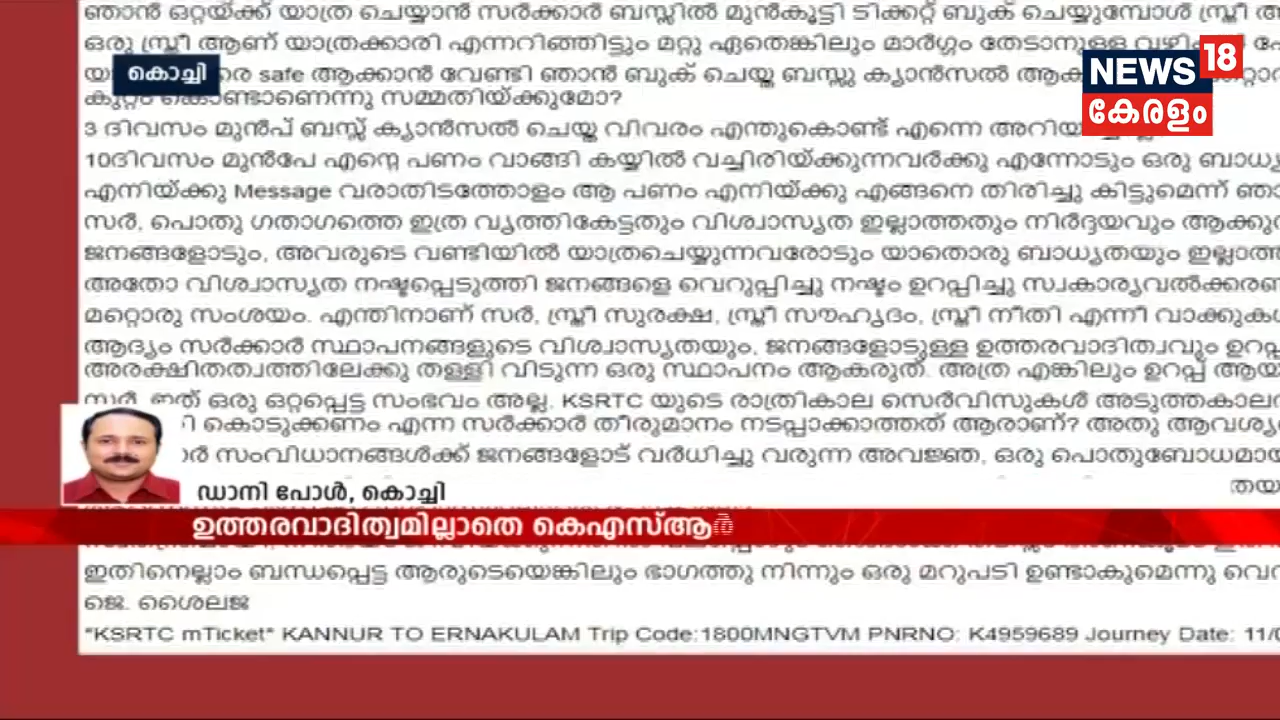 ഞാൻ ഒറ്റയ്ക്ക് യാത്ര ചെയ്യാൻ സർക്കാർ ബസ്സിൽ മുൻകൂട്ടി ടിക്കറ്റ് ബുക് ചെയ്യുമ്പോൾ സ്ത്രീ
ഒരു സ്ത്രീ ആണ് യാത്രക്കാരി എന്നറിഞ്ഞിട്ടും മറ്റു ഏതെങ്കിലും മാർഗ്ഗം തേടാനുള്ള
കൊച്ചി
safe ആക്കാൻ വേണ്ടി ഞാൻ ബുക് ചെയ്ത ബസ്സു ക്യാൻസൽ
NEWS 18
കേരളം
കുറ്റം കൊണ്ടാണെന്നു സമ്മതിയ്ക്കുമോ?
3 ദിവസം മുൻപ് ബസ്സ് ക്യാൻസൽ ചെയ്ത വിവരം എന്തുകൊണ്ട് എന്നെ
10ദിവസം മുൻപേ എന്റെ പണം വാങ്ങി കയ്യിൽ വച്ചിരിയ്ക്കുന്നവർക്കു എന്നോടും ഒരു
എനിയ്ക്കു Message വരാതിടത്തോളം ആ പണം എനിയ്ക്കു എങ്ങനെ തിരിച്ചു കിട്ടുമെന്ന്
സർ, പൊതു ഗതാഗത്തെ ഇത്ര വൃത്തികേട്ടതും വിശ്വാസ്യത ഇല്ലാത്തതും നിർദ്ദയവും
ജനങ്ങളോടും, അവരുടെ വണ്ടിയിൽ യാത്രചെയ്യുന്നവരോടും യാതൊരു ബാധ്യതയും
അതോ വിശ്വാസ്യത നഷ്ടപ്പെടുത്തി ജനങ്ങളെ വെറുപ്പിച്ചു നഷ്ടം ഉറപ്പിച്ചു
മറ്റൊരു സംശയം. എന്തിനാണ് സർ, സ്ത്രീ സുരക്ഷ, സ്ത്രീ സൗഹൃദം, സ്ത്രീ നീതി എന്നീ
ആദ്യം സർക്കാർ സ്ഥാപനങ്ങളുടെ വിശ്വാസ്യതയും, ജനങ്ങളോടുള്ള ഉത്തരവാദിത്വവും
അരക്ഷിതത്വത്തിലേക്കു തള്ളി വിടുന്ന ഒരു സ്ഥാപനം ആകരുത്. അത്ര എങ്കിലും ഉറപ്പ്
സർ, ഇത് ഒരു ഒറ്റപ്പെട്ട സംഭവം അല്ല. KSRTC യുടെ രാത്രികാല സെർവിസുകൾ
കൊടുക്കണം എന്ന സർക്കാർ തീരുമാനം നടപ്പാക്കാത്തത് ആരാണ്? അതു
സംവിധാനങ്ങൾക്ക് ജനങ്ങളോട് വർധിച്ചു വരുന്ന അവജ്ഞ, ഒരു
ഡാനി പോൾ, കൊച്ചി
ഉത്തരവാദിത്വമില്ലാതെ കെഎസ്ആർ
ഇതിനെല്ലാം ബന്ധപ്പെട്ട ആരുടെയെങ്കിലും ഭാഗത്തു നിന്നും ഒരു മറുപടി ഉണ്ടാകുമെന്നു
ജെ. ശൈലജ
*KSRTC mTicket* KANNUR TO ERNAKULAM Trip Code:1800MNGTVM PNRNO: K4959689 Journey Date: 11/